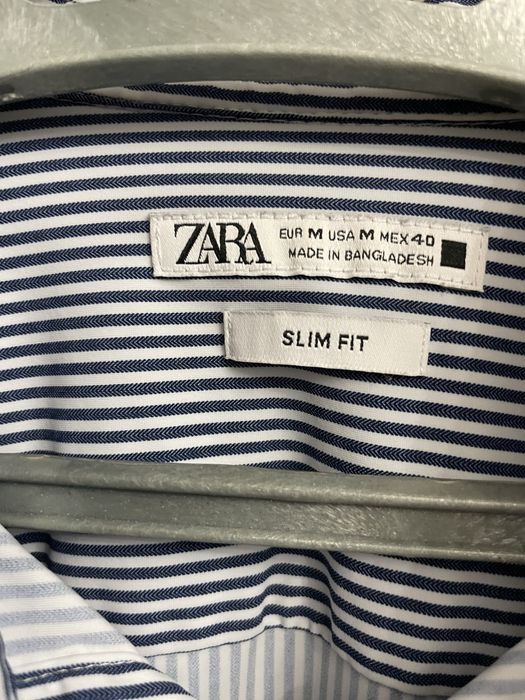 ZARA
EUR M USA M MEX 40
MADE IN BANGLADESH
SLIM FIT